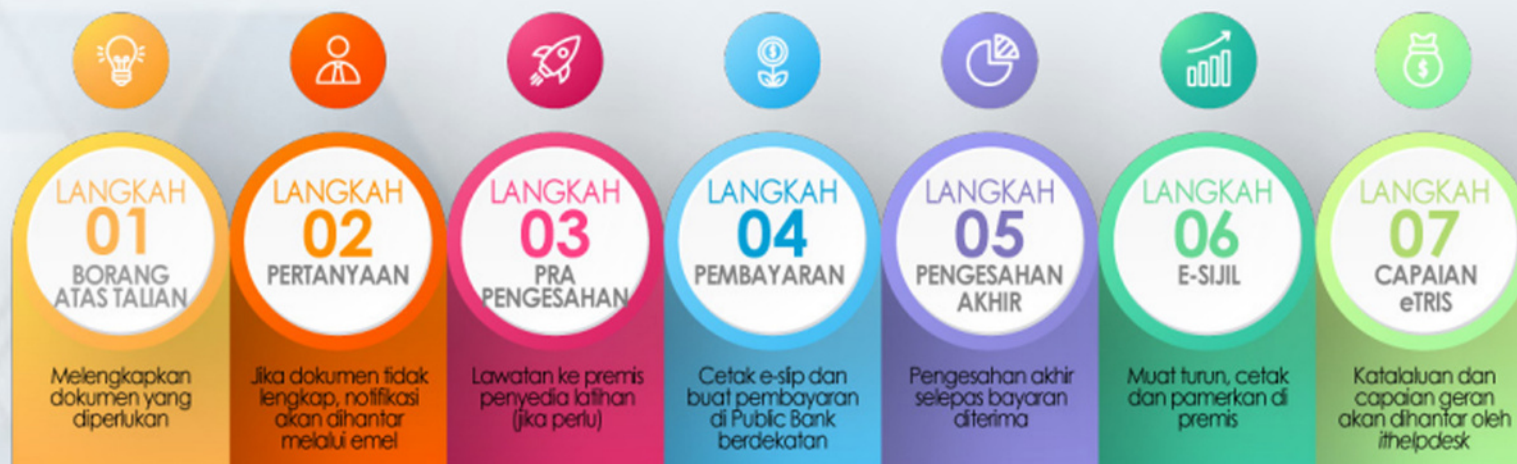 LANGKAH
01
BORANG
ATAS TALIAN
Melengkapkan
dokumen yang
diperlukan
LANGKAH
02
PERTANYAAN
Jika dokumen tidak
lengkap, notifikasi
akan dihantar
melalui emel
LANGKAH
03
PRA
PENGESAHAN
Lawatan ke premis
penyedia latihan
(jika perlu)
LANGKAH
04
PEMBAYARAN
Cetak e-slip dan
buat pembayaran
di Public Bank
berdekatan
LANGKAH
05
PENGESAHAN
AKHIR
Pengesahan akhir
selepas bayaran
diterima
LANGKAH
06
E-SIJIL
Muat turun, cetak
dan pamerkan di
premis
LANGKAH
07
CAPAIAN
eTRIS
Katalaluan dan
capaian geran
akan dihantar oleh
ithelpdesk